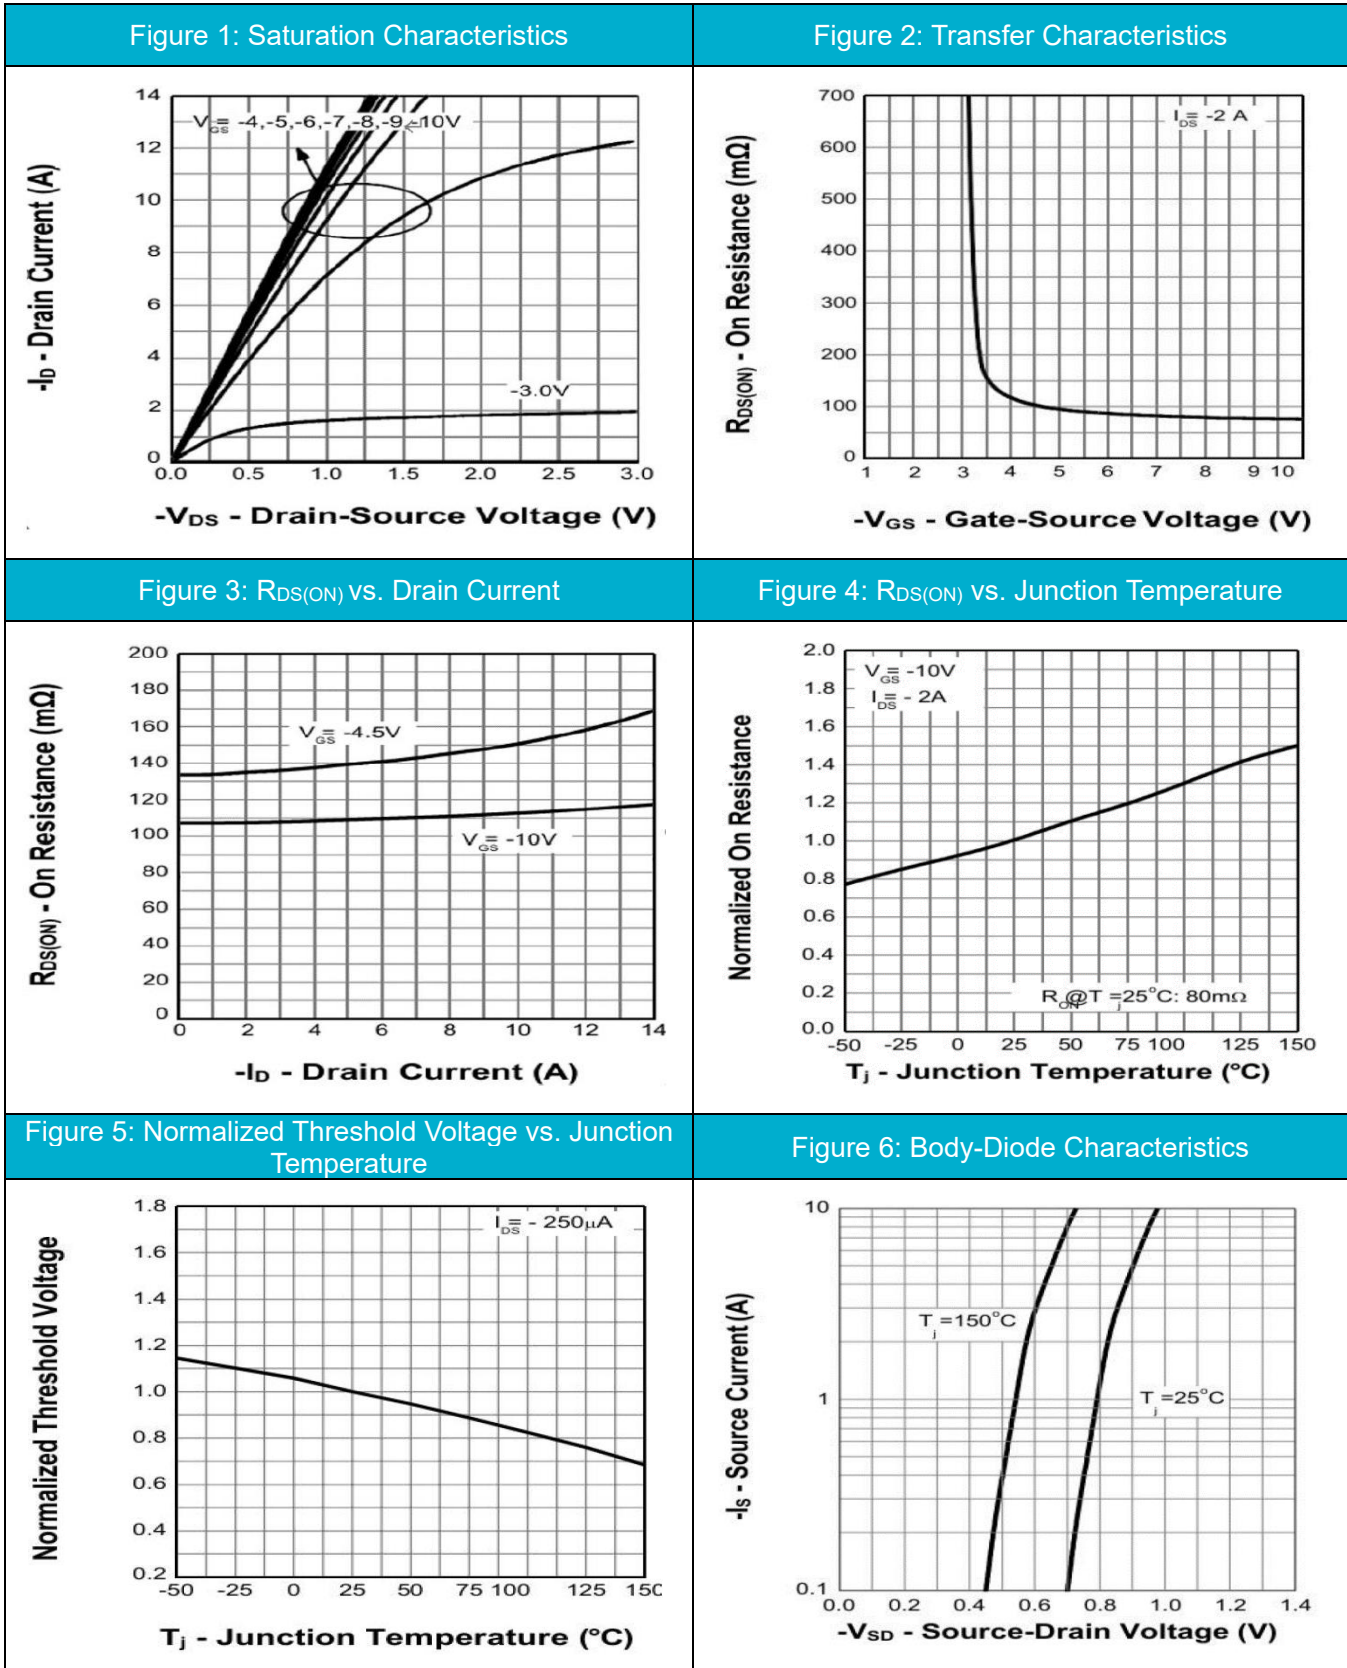 Figure 1: Saturation Characteristics
Figure 2: Transfer Characteristics
14
12
10
8
6
4
2
0
VGS= -4,-5,-6,-7,-8,-9,-10V
-3.0V
0.0 0.5 1.0 1.5 2.0 2.5 3.0
-ID - Drain Current (A)
-VDS - Drain-Source Voltage (V)
700
600
500
400
300
200
100
0
IDS= -2 A
1 2 3 4 5 6 7 8 9 10
RDS(ON) - On Resistance (mΩ)
-VGS - Gate-Source Voltage (V)
Figure 3: RDS(ON) vs. Drain Current
Figure 4: RDS(ON) vs. Junction Temperature
200
180
160
140
120
100
80
60
40
20
0
VGS= -4.5V
VGS= -10V
0 2 4 6 8 10 12 14
RDS(ON) - On Resistance (mΩ)
-ID - Drain Current (A)
2.0
1.8
1.6
1.4
1.2
1.0
0.8
0.6
0.4
0.2
0.0
VGS= -10V
IDS= - 2A
RON@Tj=25°C: 80mΩ
-50 -25 0 25 50 75 100 125 150
Normalized On Resistance
Tj - Junction Temperature (°C)
Figure 5: Normalized Threshold Voltage vs. Junction
Temperature
Figure 6: Body-Diode Characteristics
1.8
1.6
1.4
1.2
1.0
0.8
0.6
0.4
0.2
IDS= - 250µA
-50 -25 0 25 50 75 100 125 150
Normalized Threshold Voltage
Tj - Junction Temperature (°C)
10
1
0.1
Tj=150°C
Tj=25°C
0.0 0.2 0.4 0.6 0.8 1.0 1.2 1.4
-IS - Source Current (A)
-VSD - Source-Drain Voltage (V)